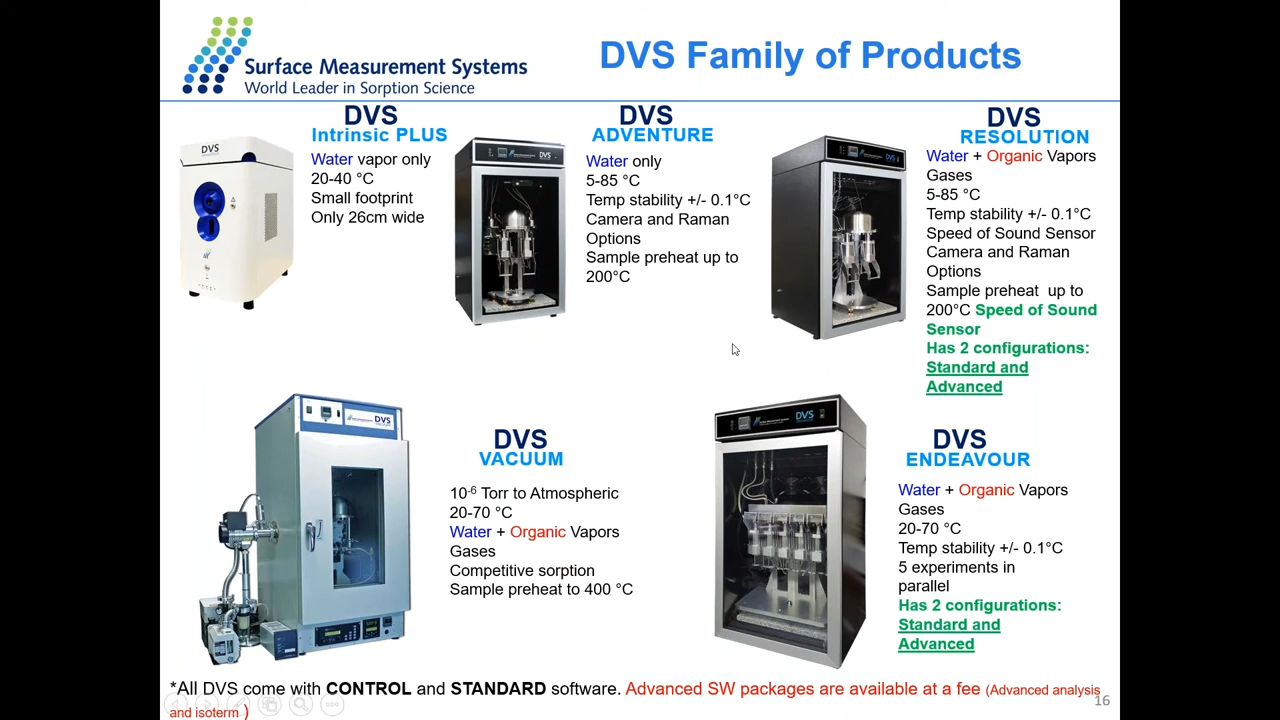 Surface Measurement Systems
World Leader in Sorption Science
DVS Family of Products
DVS
Intrinsic PLUS
Water vapor only
20-40 °C
Small footprint
Only 26cm wide
DVS
DVS
ADVENTURE
Water only
5-85 °C
Temp stability +/- 0.1°C
Camera and Raman
Options
Sample preheat up to
200°C
DVS
DVS
RESOLUTION
Water + Organic Vapors
Gases
5-85 °C
Temp stability +/- 0.1°C
Speed of Sound Sensor
Camera and Raman
Options
Sample preheat up to
200°C Speed of Sound
Sensor
Has 2 configurations:
Standard and
Advanced
DVS
DVS
VACUUM
10-6 Torr to Atmospheric
20-70 °C
Water + Organic Vapors
Gases
Competitive sorption
Sample preheat to 400 °C
DVS
DVS
ENDEAVOUR
Water + Organic Vapors
Gases
20-70 °C
Temp stability +/- 0.1°C
5 experiments in
parallel
Has 2 configurations:
Standard and
Advanced
DVS
*All DVS come with CONTROL and STANDARD software. Advanced SW packages are available at a fee (Advanced analysis
and isoterm )
16